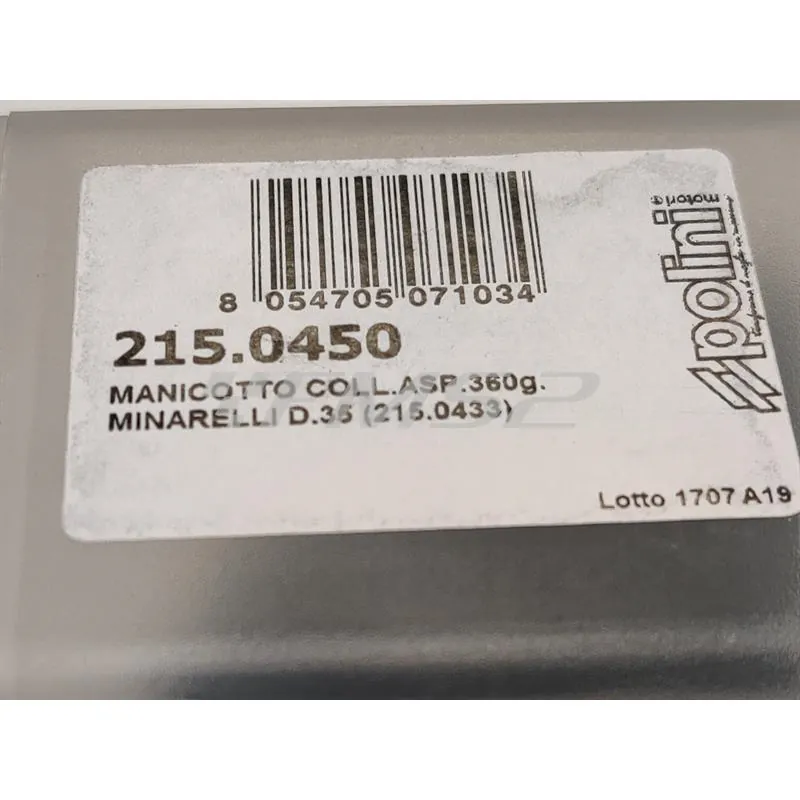 8 054705 071034
215.0450
MANICOTTO COLL.ASP.360g.
MINARELLI D.35 (215.0433)
Lotto 1707 A19
polini
motori®